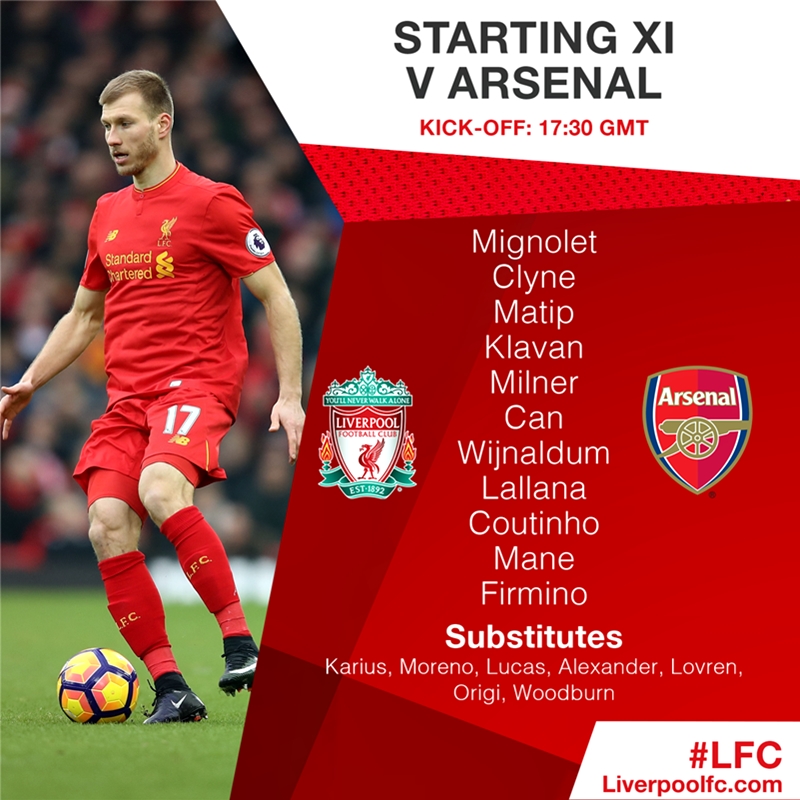 STARTING XI
V ARSENAL
KICK-OFF: 17:30 GMT
Mignolet
Clyne
Matip
Klavan
Milner
Can
Wijnaldum
Lallana
Coutinho
Mane
Firmino
Substitutes
Karius, Moreno, Lucas, Alexander, Lovren,
Origi, Woodburn
YOU'LL NEVER WALK ALONE
LIVERPOOL
FOOTBALL CLUB
EST·1892
Arsenal
L.F.C.
Standard
Chartered
17
L.F.C.
L.F.C.
#LFC
Liverpoolfc.com